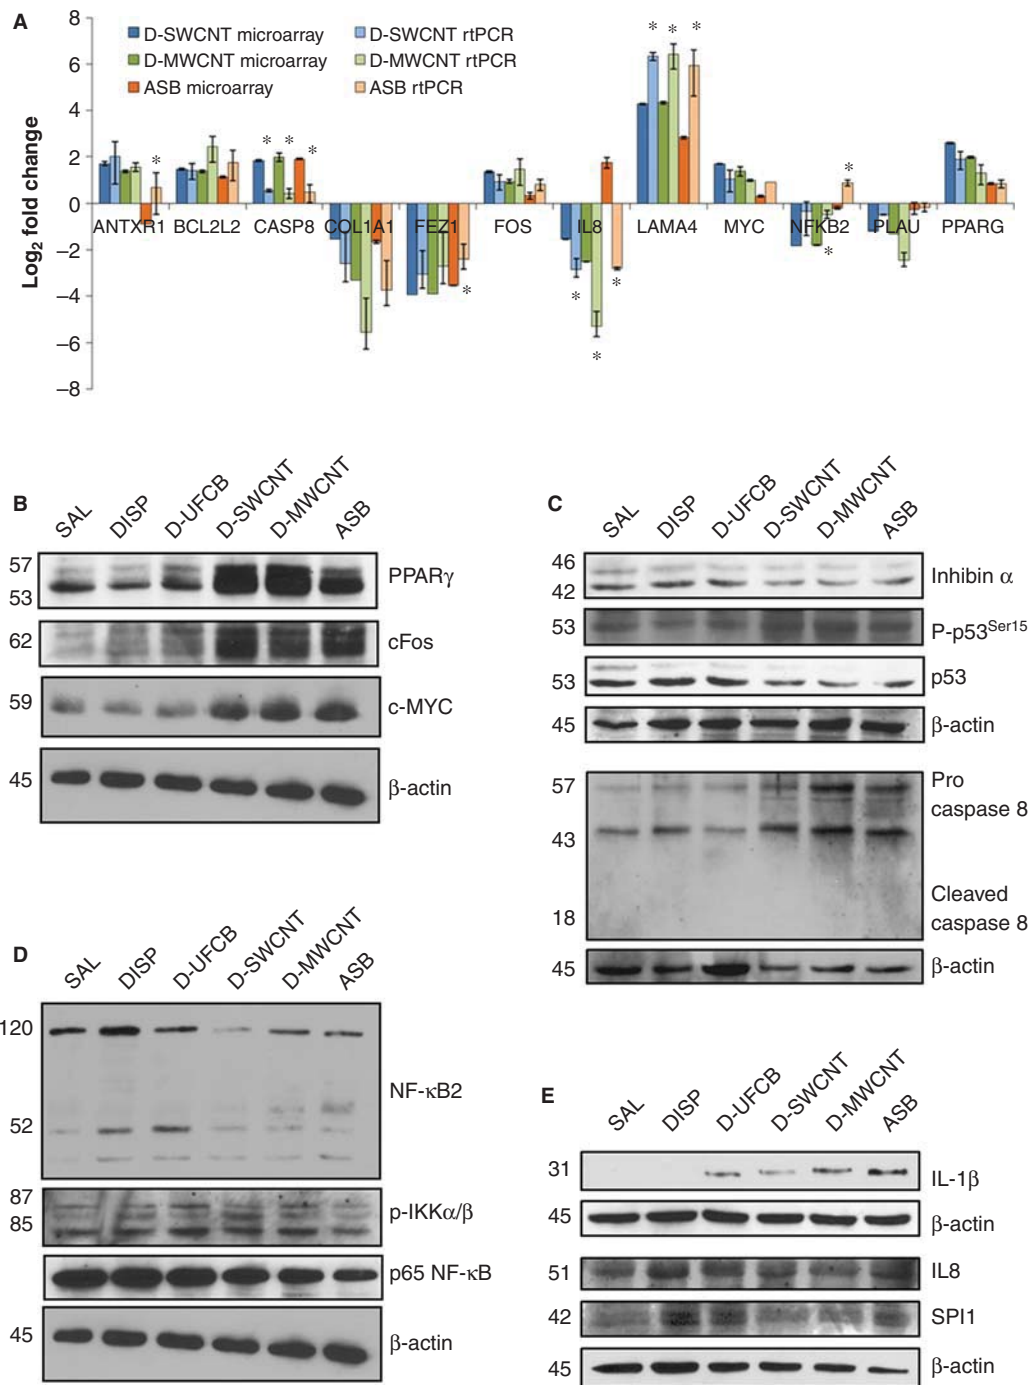 A
8
6
4
2
0
−2
−4
−6
−8
Log2 fold change
D-SWCNT microarray
D-SWCNT rtPCR
D-MWCNT microarray
D-MWCNT rtPCR
ASB microarray
ASB rtPCR
* * * * * * * * * * * * * *
ANTXR1 BCL2L2 CASP8 COL1A1 FEZ1 FOS IL8 LAMA4 MYC NFKB2 PLAU PPARG
B
SAL DISP D-UFCB D-SWCNT D-MWCNT ASB
57
53
PPARγ
62 cFos
59 c-MYC
45 β-actin
C
SAL DISP D-UFCB D-SWCNT D-MWCNT ASB
46
42
Inhibin α
53 P-p53Ser15
53 p53
45 β-actin
57 Pro caspase 8
43
18 Cleaved caspase 8
45 β-actin
D
SAL DISP D-UFCB D-SWCNT D-MWCNT ASB
120
NF-κB2
52
87
85
p-IKKα/β
p65 NF-κB
45 β-actin
E
SAL DISP D-UFCB D-SWCNT D-MWCNT ASB
31 IL-1β
45 β-actin
51 IL8
42 SPI1
45 β-actin